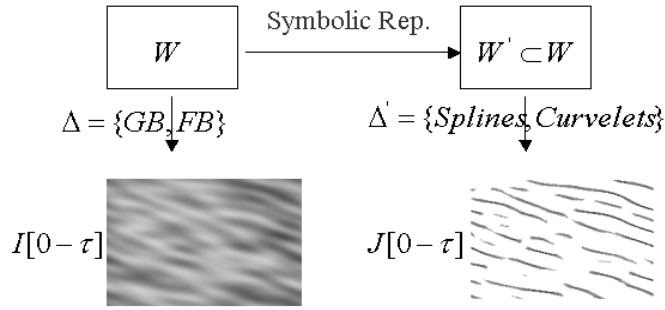 Symbolic Rep.
W
W' ⊂ W
Δ = {GB, FB}
Δ' = {Splines, Curvelets}
I[0 − τ]
J[0 − τ]